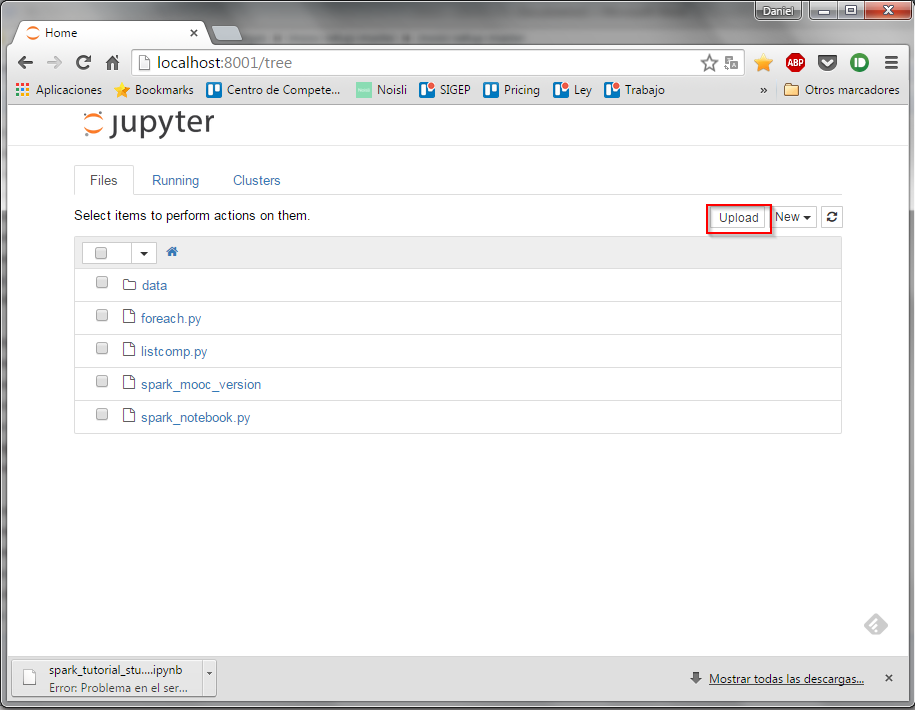 Daniel
Home
localhost:8001/tree
ABP
Aplicaciones Bookmarks Centro de Compete... Noisli SIGEP Pricing Ley Trabajo » Otros marcadores
jupyter
Files Running Clusters
Select items to perform actions on them. Upload New
data
foreach.py
listcomp.py
spark_mooc_version
spark_notebook.py
spark_tutorial_stu....ipynb
Error: Problema en el ser...
Mostrar todas las descargas...